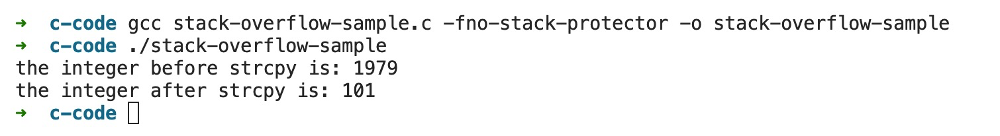 ➜ c-code gcc stack-overflow-sample.c -fno-stack-protector -o stack-overflow-sample
➜ c-code ./stack-overflow-sample
the integer before strcpy is: 1979
the integer after strcpy is: 101
➜ c-code